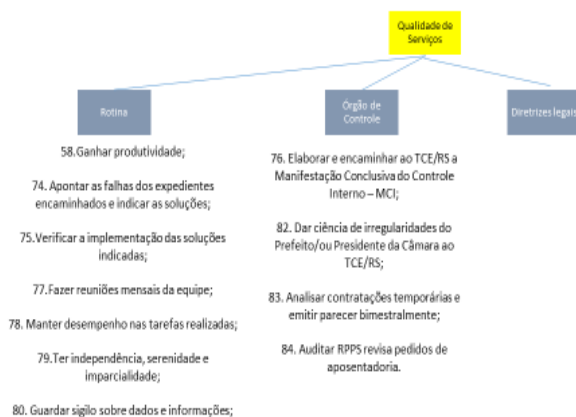 Qualidade de
Serviços
Rotina
Órgão de
Controle
Diretrizes legais
58.Ganhar produtividade;
74. Apontar as falhas dos expedientes
encaminhados e indicar as soluções;
75.Verificar a implementação das soluções
indicadas;
77.Fazer reuniões mensais da equipe;
78. Manter desempenho nas tarefas realizadas;
79.Ter independência, serenidade e
imparcialidade;
80. Guardar sigilo sobre dados e informações;
76. Elaborar e encaminhar ao TCE/RS a
Manifestação Conclusiva do Controle
Interno – MCI;
82. Dar ciência de irregularidades do
Prefeito/ou Presidente da Câmara ao
TCE/RS;
83. Analisar contratações temporárias e
emitir parecer bimestralmente;
84. Auditar RPPS revisa pedidos de
aposentadoria.